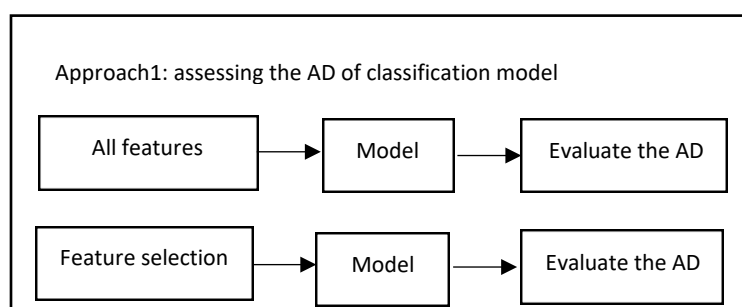 Approach1: assessing the AD of classification model
All features
Model
Evaluate the AD
Feature selection
Model
Evaluate the AD